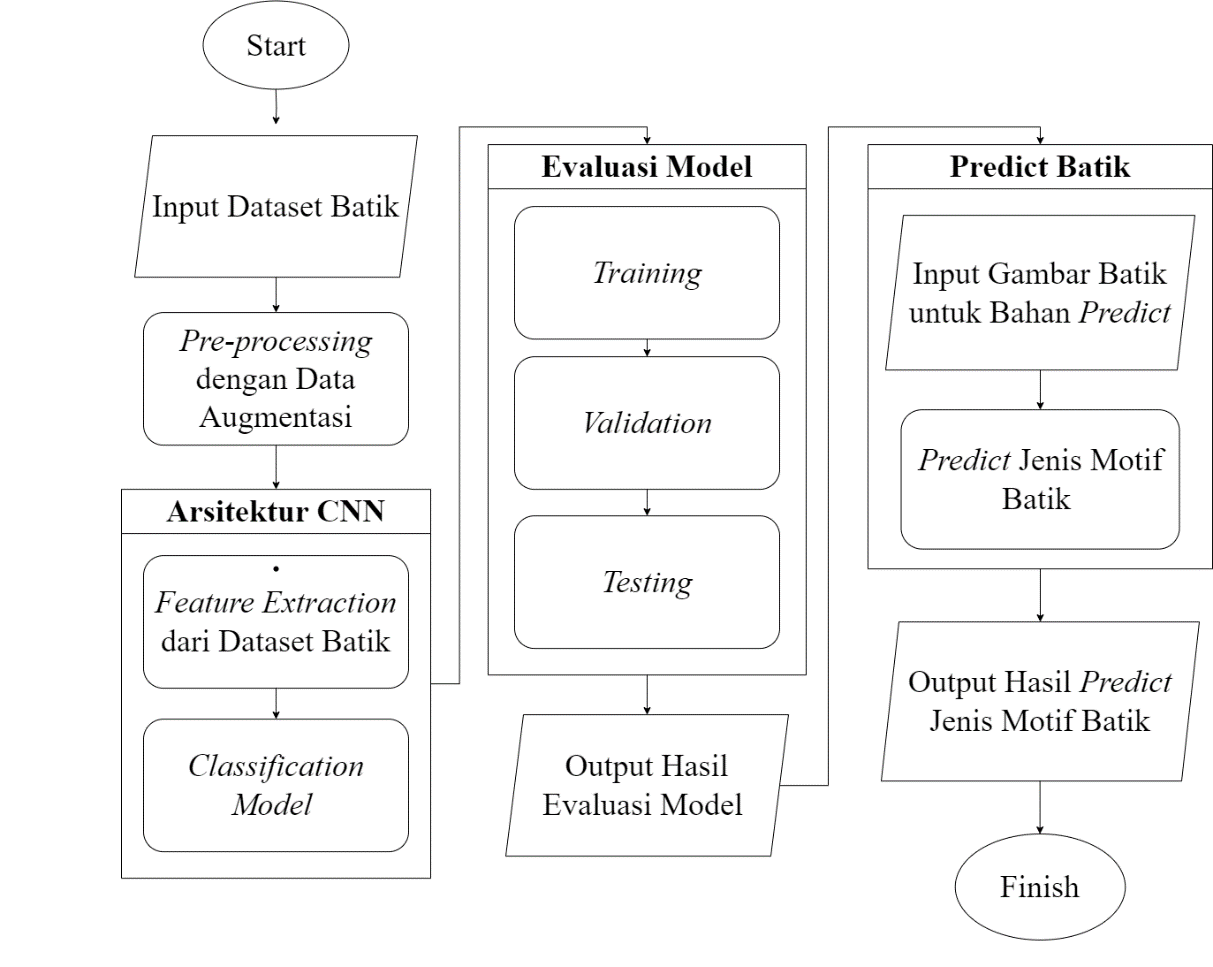 Start
Input Dataset Batik
Pre-processing
dengan Data
Augmentasi
Arsitektur CNN
Feature Extraction
dari Dataset Batik
Classification
Model
Evaluasi Model
Training
Validation
Testing
Output Hasil
Evaluasi Model
Predict Batik
Input Gambar Batik
untuk Bahan Predict
Predict Jenis Motif
Batik
Output Hasil Predict
Jenis Motif Batik
Finish